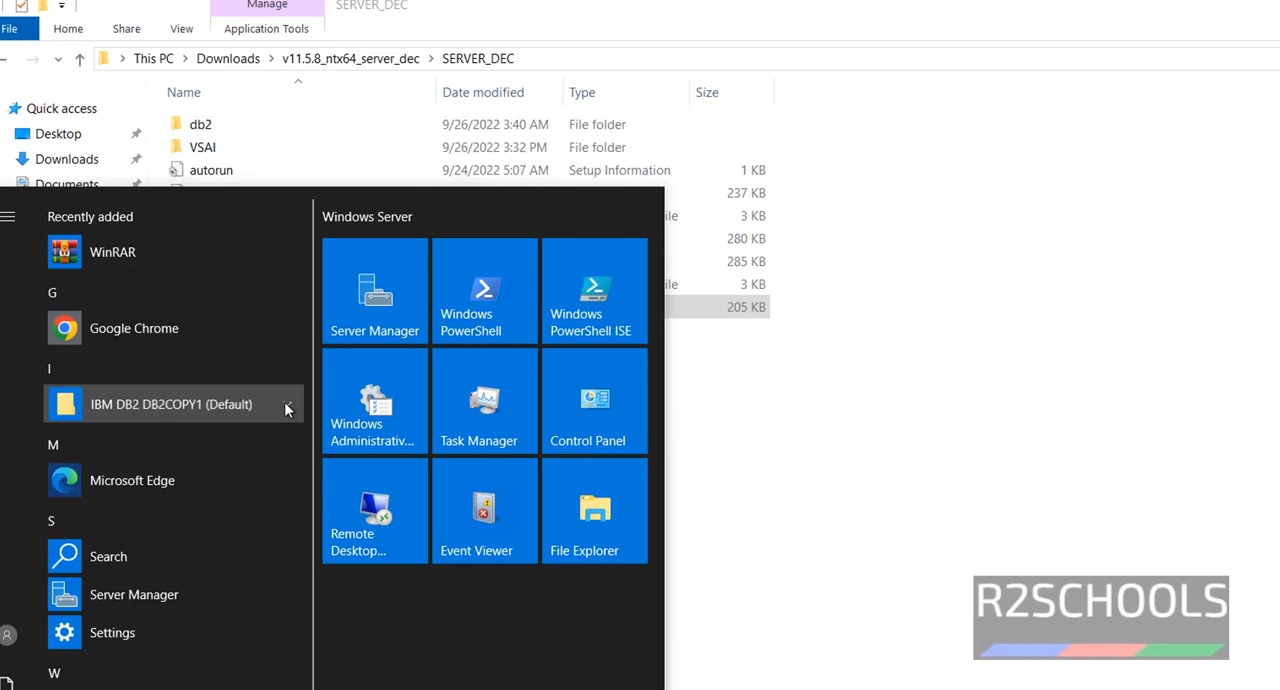 Manage
SERVER_DEC
File
Home
Share
View
Application Tools
This PC
Downloads
v11.5.8_ntx64_server_dec
SERVER_DEC
Quick access
Desktop
Downloads
Documents
Name
Date modified
Type
Size
db2
9/26/2022 3:40 AM
File folder
VSAI
9/26/2022 3:32 PM
File folder
autorun
9/24/2022 5:07 AM
Setup Information
1 KB
237 KB
ile
3 KB
280 KB
285 KB
ile
3 KB
205 KB
Recently added
WinRAR
G
Google Chrome
I
IBM DB2 DB2COPY1 (Default)
M
Microsoft Edge
S
Search
Server Manager
Settings
W
Windows Server
Server Manager
Windows
PowerShell
Windows
PowerShell ISE
Windows
Administrativ...
Task Manager
Control Panel
Remote
Desktop...
Event Viewer
File Explorer
R2SCHOOLS